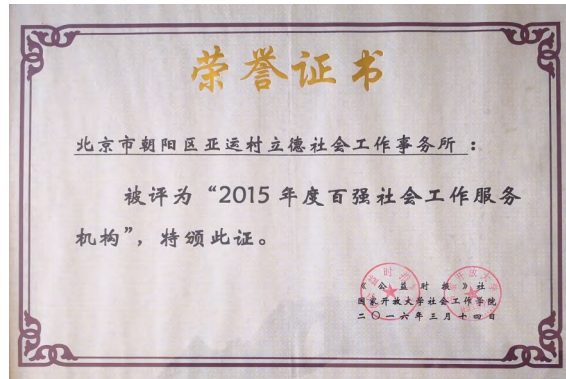 荣誉证书
北京市朝阳区亚运村立德社会工作事务所：
被评为“2015年度百强社会工作服务
机构”，特颁此证。
《公益时报》社
国家开放大学社会工作学院
二〇一六年三月十四日